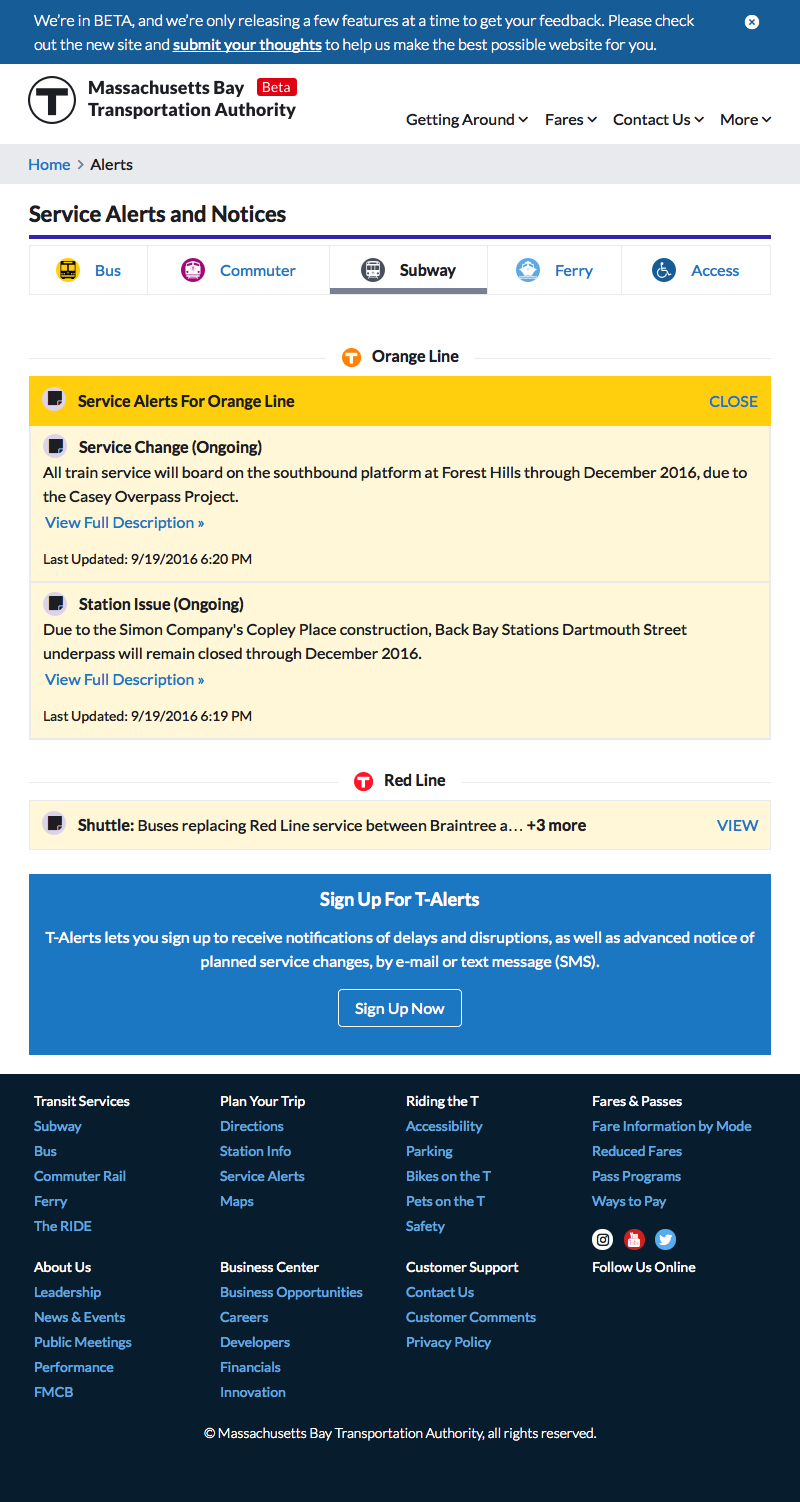 We're in BETA, and we're only releasing a few features at a time to get your feedback. Please check
out the new site and submit your thoughts to help us make the best possible website for you.
T Massachusetts Bay Beta
Transportation Authority
Getting Around Fares Contact Us More
Home > Alerts
Service Alerts and Notices
Bus Commuter Subway Ferry Access
T Orange Line
Service Alerts For Orange Line CLOSE
Service Change (Ongoing)
All train service will board on the southbound platform at Forest Hills through December 2016, due to
the Casey Overpass Project.
View Full Description »
Last Updated: 9/19/2016 6:20 PM
Station Issue (Ongoing)
Due to the Simon Company's Copley Place construction, Back Bay Stations Dartmouth Street
underpass will remain closed through December 2016.
View Full Description »
Last Updated: 9/19/2016 6:19 PM
T Red Line
Shuttle: Buses replacing Red Line service between Braintree a… +3 more VIEW
Sign Up For T-Alerts
T-Alerts lets you sign up to receive notifications of delays and disruptions, as well as advanced notice of
planned service changes, by e-mail or text message (SMS).
Sign Up Now
Transit Services Plan Your Trip Riding the T Fares & Passes
Subway Directions Accessibility Fare Information by Mode
Bus Station Info Parking Reduced Fares
Commuter Rail Service Alerts Bikes on the T Pass Programs
Ferry Maps Pets on the T Ways to Pay
The RIDE Safety
About Us Business Center Customer Support Follow Us Online
Leadership Business Opportunities Contact Us
News & Events Careers Customer Comments
Public Meetings Developers Privacy Policy
Performance Financials
FMCB Innovation
© Massachusetts Bay Transportation Authority, all rights reserved.